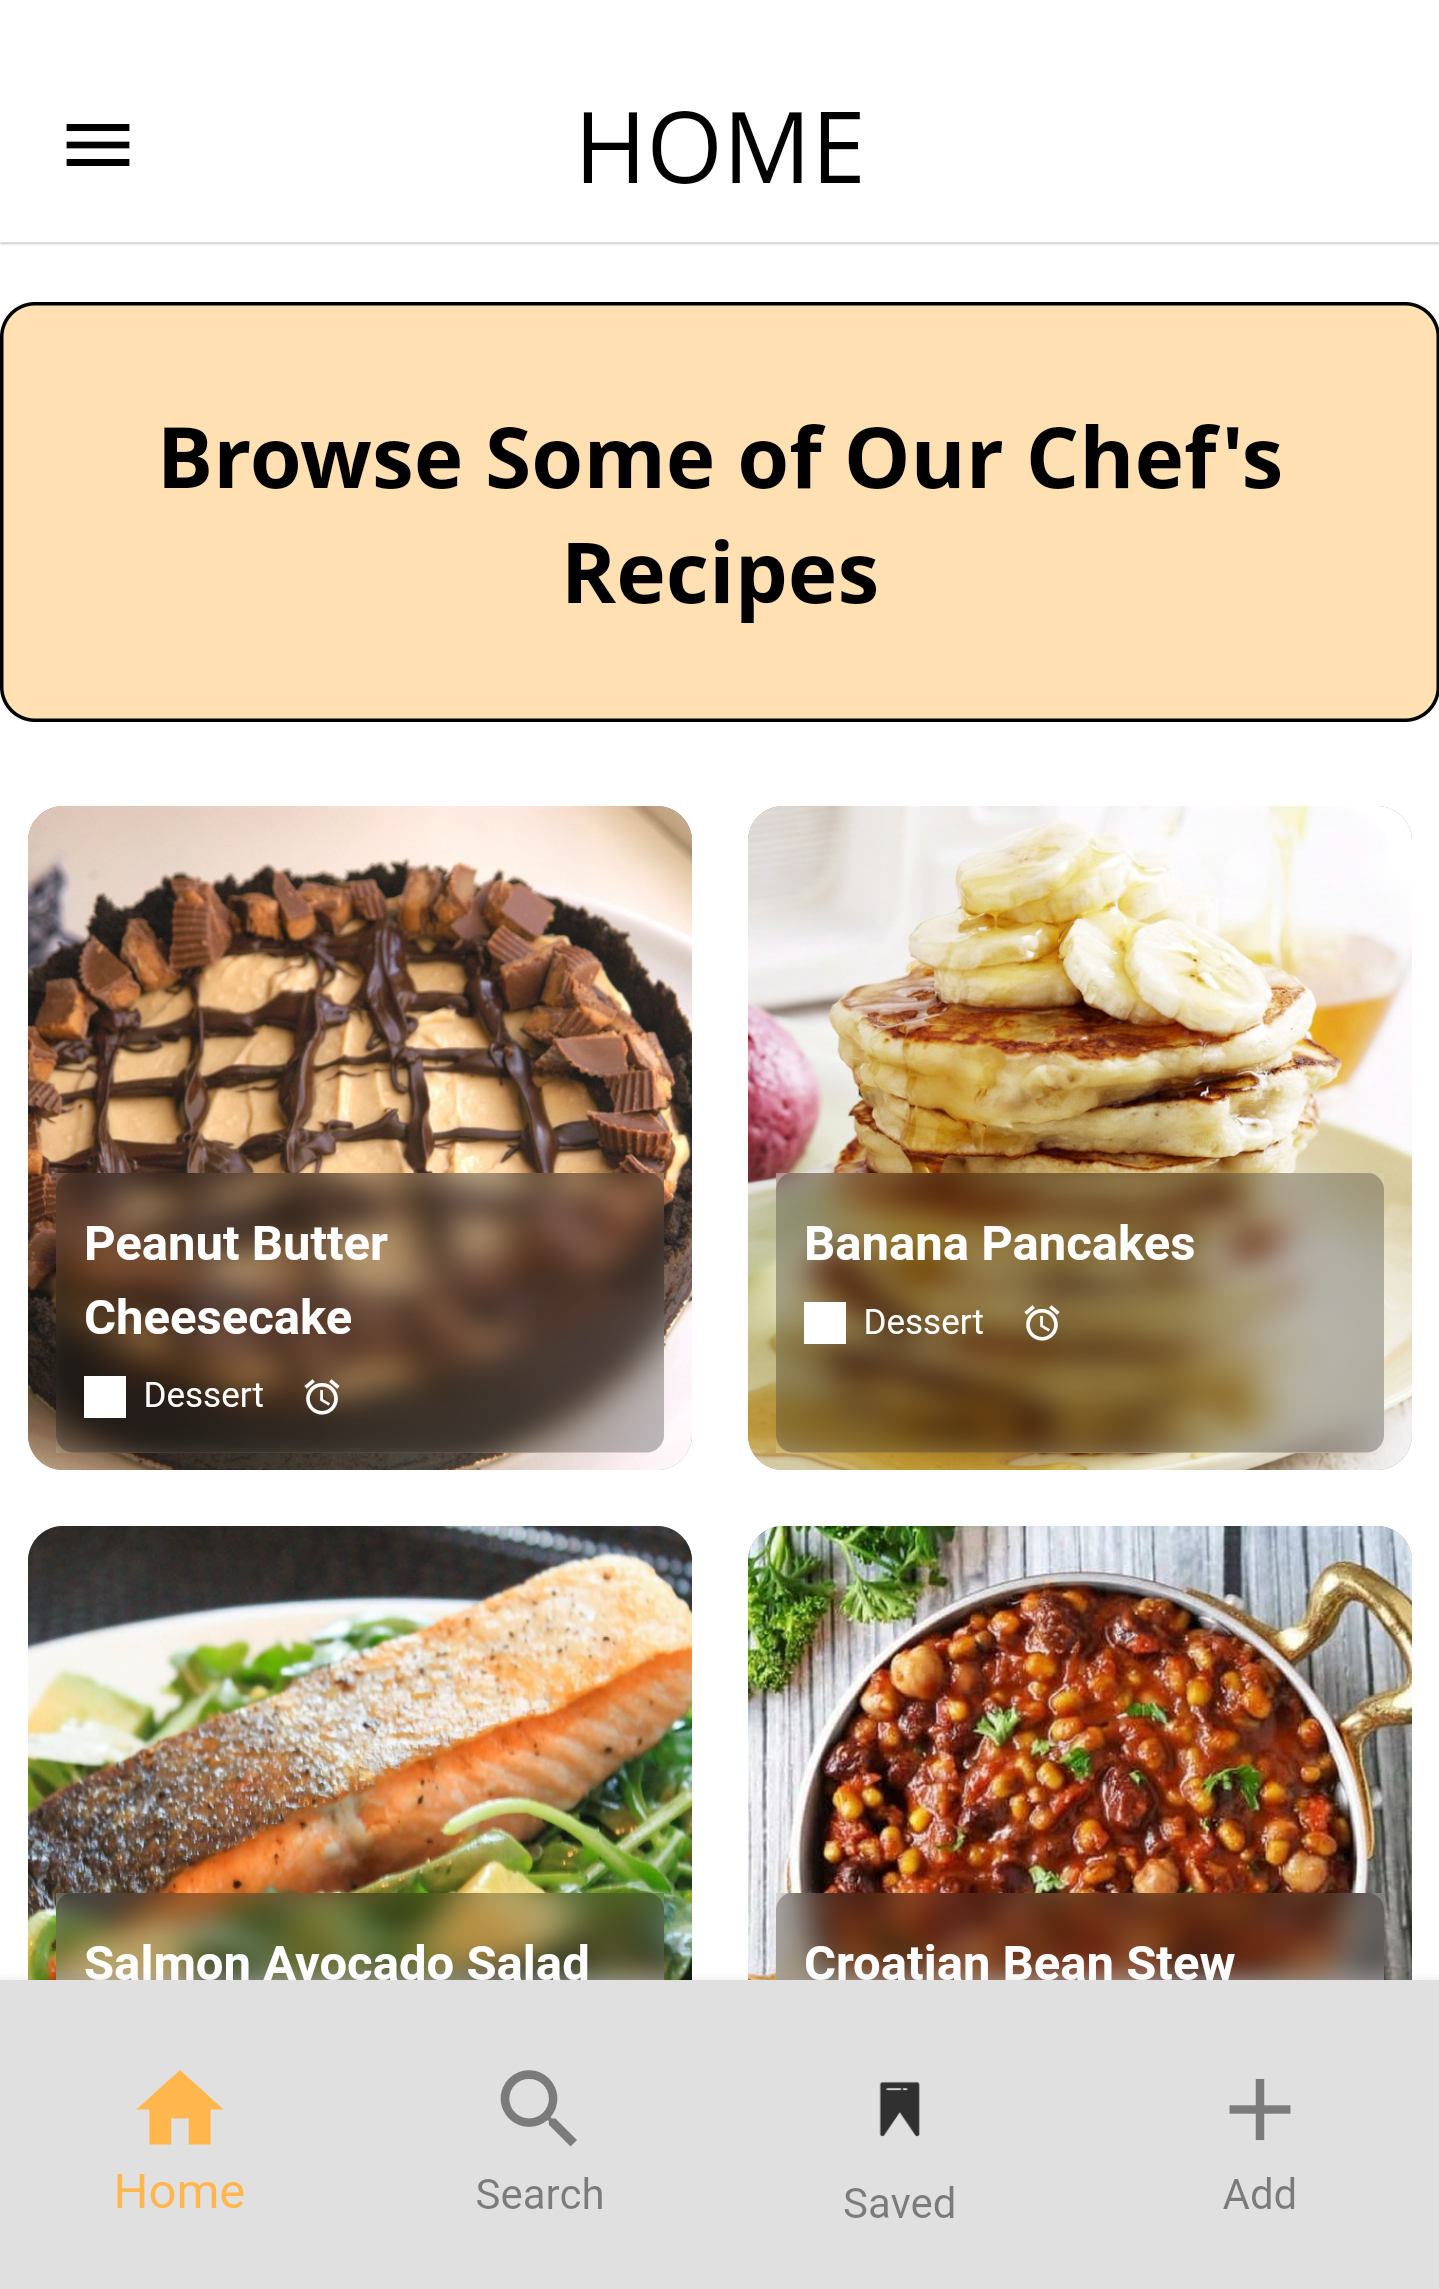 HOME
Browse Some of Our Chef's
Recipes
Peanut Butter
Cheesecake
Dessert
Banana Pancakes
Dessert
Salmon Avocado Salad
Croatian Bean Stew
Home
Search
Saved
Add